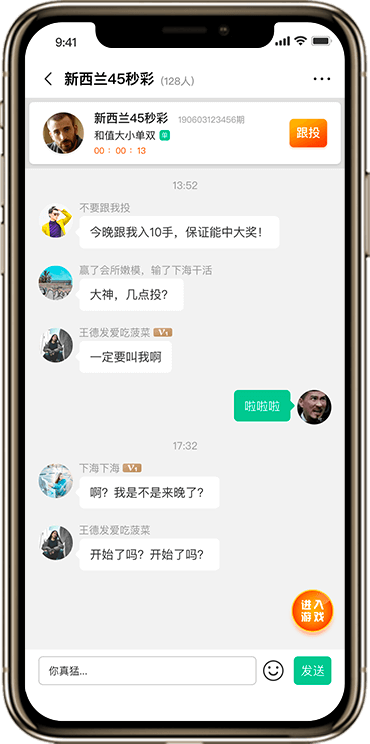 9:41
新西兰45秒彩 (128人)
新西兰45秒彩 190603123456期
和值大小单双 单
00 : 00 : 13
跟投
13:52
不要跟我投
今晚跟我入10手，保证能中大奖！
赢了会所嫩模，输了下海干活
大神，几点投？
王德发爱吃菠菜 V4
一定要叫我啊
啦啦啦
17:32
下海下海 V4
啊？我是不是来晚了？
王德发爱吃菠菜
开始了吗？开始了吗？
进入
游戏
你真猛... 发送